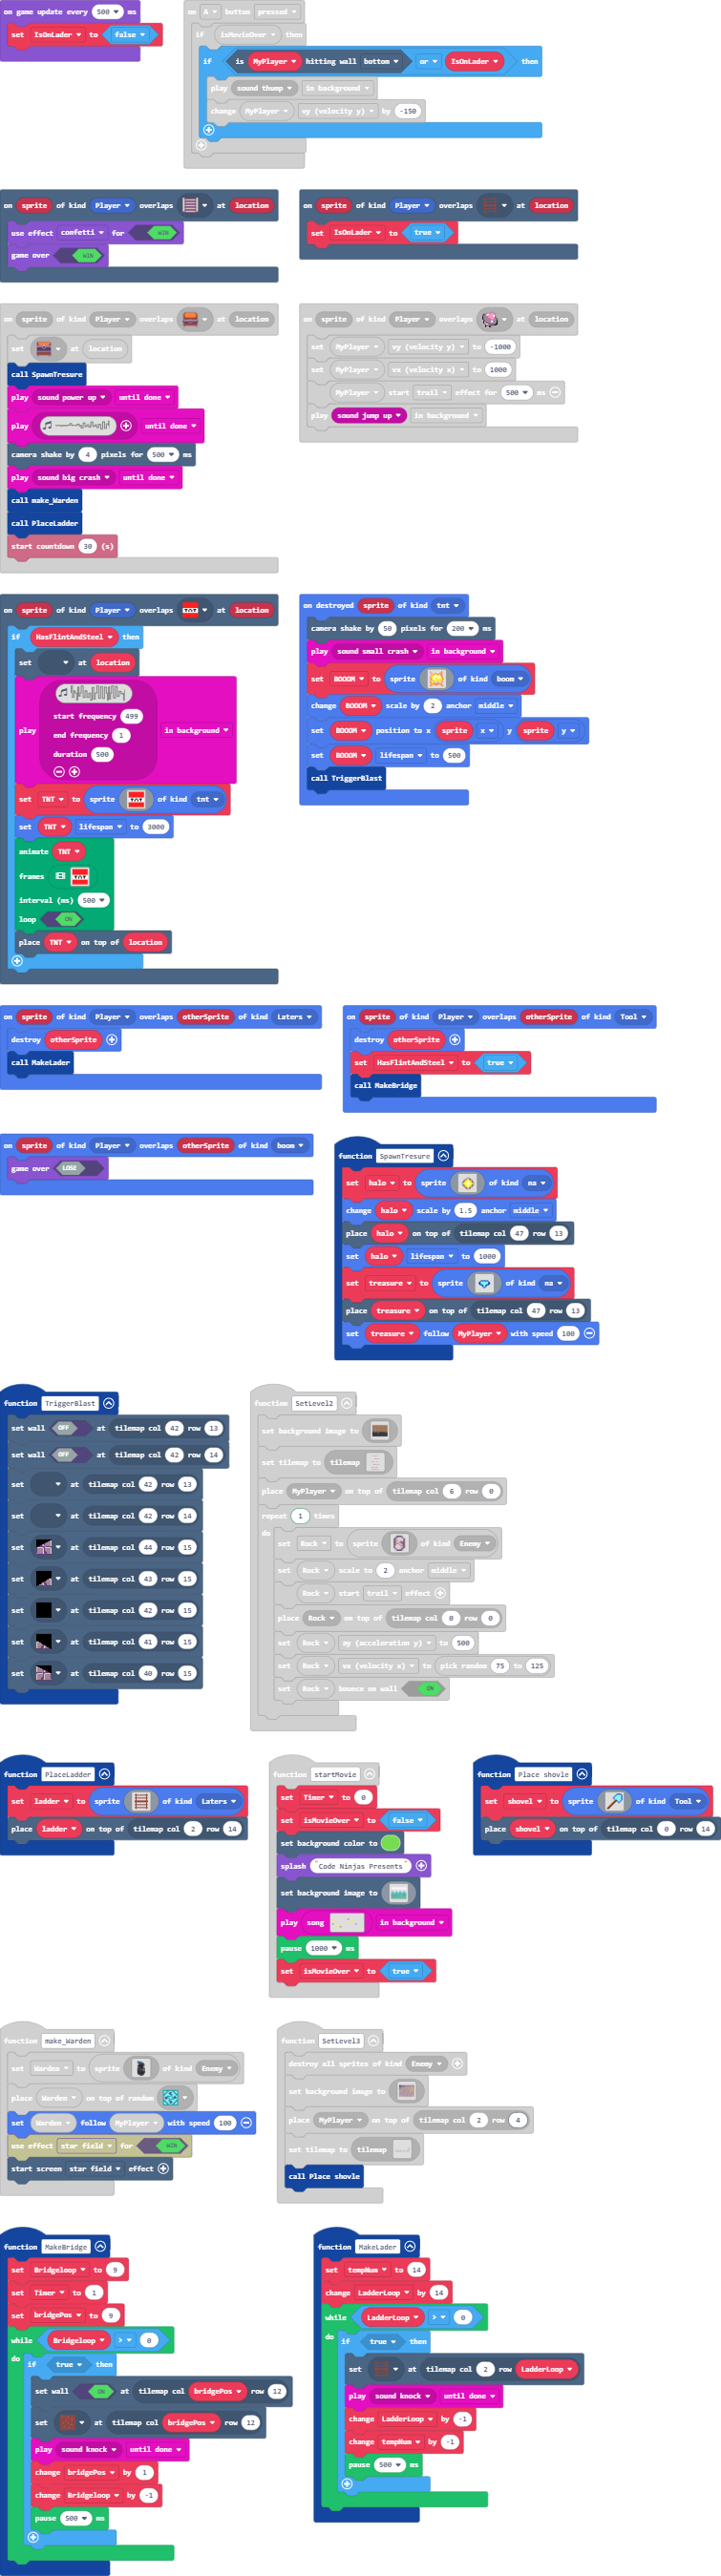 on game update every 500 ms
set IsOnLader to false
on A button pressed
if isMovieOver then
if is MyPlayer hitting wall bottom or IsOnLader then
play sound thump in background
change MyPlayer vy (velocity y) by -150
on sprite of kind Player overlaps at location
use effect confetti for WIN
game over WIN
on sprite of kind Player overlaps at location
set IsOnLader to true
on sprite of kind Player overlaps at location
set at location
call SpawnTresure
play sound power up until done
play until done
camera shake by 4 pixels for 500 ms
play sound big crash until done
call make_Warden
call PlaceLadder
start countdown 30 (s)
on sprite of kind Player overlaps at location
set MyPlayer vy (velocity y) to -1000
set MyPlayer vx (velocity x) to 1000
MyPlayer start trail effect for 500 ms
play sound jump up in background
on sprite of kind Player overlaps TNT at location
if HasFlintAndSteel then
set at location
play
start frequency 499
end frequency 1
duration 500
in background
set TNT to sprite TNT of kind tnt
set TNT lifespan to 3000
animate TNT
frames TNT
interval (ms) 500
loop ON
place TNT on top of location
on destroyed sprite of kind tnt
camera shake by 50 pixels for 200 ms
play sound small crash in background
set BOOOM to sprite of kind boom
change BOOOM scale by 2 anchor middle
set BOOOM position to x sprite x y sprite y
set BOOOM lifespan to 500
call TriggerBlast
on sprite of kind Player overlaps otherSprite of kind Laters
destroy otherSprite
call MakeLader
on sprite of kind Player overlaps otherSprite of kind Tool
destroy otherSprite
set HasFlintAndSteel to true
call MakeBridge
on sprite of kind Player overlaps otherSprite of kind boom
game over LOSE
function SpawnTresure
set halo to sprite of kind na
change halo scale by 1.5 anchor middle
place halo on top of tilemap col 47 row 13
set halo lifespan to 1000
set treasure to sprite of kind na
place treasure on top of tilemap col 47 row 13
set treasure follow MyPlayer with speed 100
function TriggerBlast
set wall OFF at tilemap col 42 row 13
set wall OFF at tilemap col 42 row 14
set at tilemap col 42 row 13
set at tilemap col 42 row 14
set at tilemap col 44 row 15
set at tilemap col 43 row 15
set at tilemap col 42 row 15
set at tilemap col 41 row 15
set at tilemap col 40 row 15
function SetLevel2
set background image to
set tilemap to tilemap
place MyPlayer on top of tilemap col 6 row 0
repeat 1 times
do
set Rock to sprite of kind Enemy
set Rock scale to 2 anchor middle
Rock start trail effect
place Rock on top of tilemap col 0 row 0
set Rock ay (acceleration y) to 500
set Rock vx (velocity x) to pick random 75 to 125
set Rock bounce on wall ON
function PlaceLadder
set ladder to sprite of kind Laters
place ladder on top of tilemap col 2 row 14
function startMovie
set Timer to 0
set isMovieOver to false
set background color to
splash "Code Ninjas Presents"
set background image to
play song in background
pause 1000 ms
set isMovieOver to true
function Place shovle
set shovel to sprite of kind Tool
place shovel on top of tilemap col 0 row 14
function make_Warden
set Warden to sprite of kind Enemy
place Warden on top of random
set Warden follow MyPlayer with speed 100
use effect star field for WIN
start screen star field effect
function SetLevel3
destroy all sprites of kind Enemy
set background image to
place MyPlayer on top of tilemap col 2 row 4
set tilemap to tilemap
call Place shovle
function MakeBridge
set Bridgeloop to 9
set Timer to 1
set bridgePos to 9
while Bridgeloop > 0
do
if true then
set wall ON at tilemap col bridgePos row 12
set at tilemap col bridgePos row 12
play sound knock until done
change bridgePos by 1
change Bridgeloop by -1
pause 500 ms
function MakeLader
set tempNum to 14
change LadderLoop by 14
while LadderLoop > 0
do
if true then
set at tilemap col 2 row LadderLoop
play sound knock until done
change LadderLoop by -1
change tempNum by -1
pause 500 ms